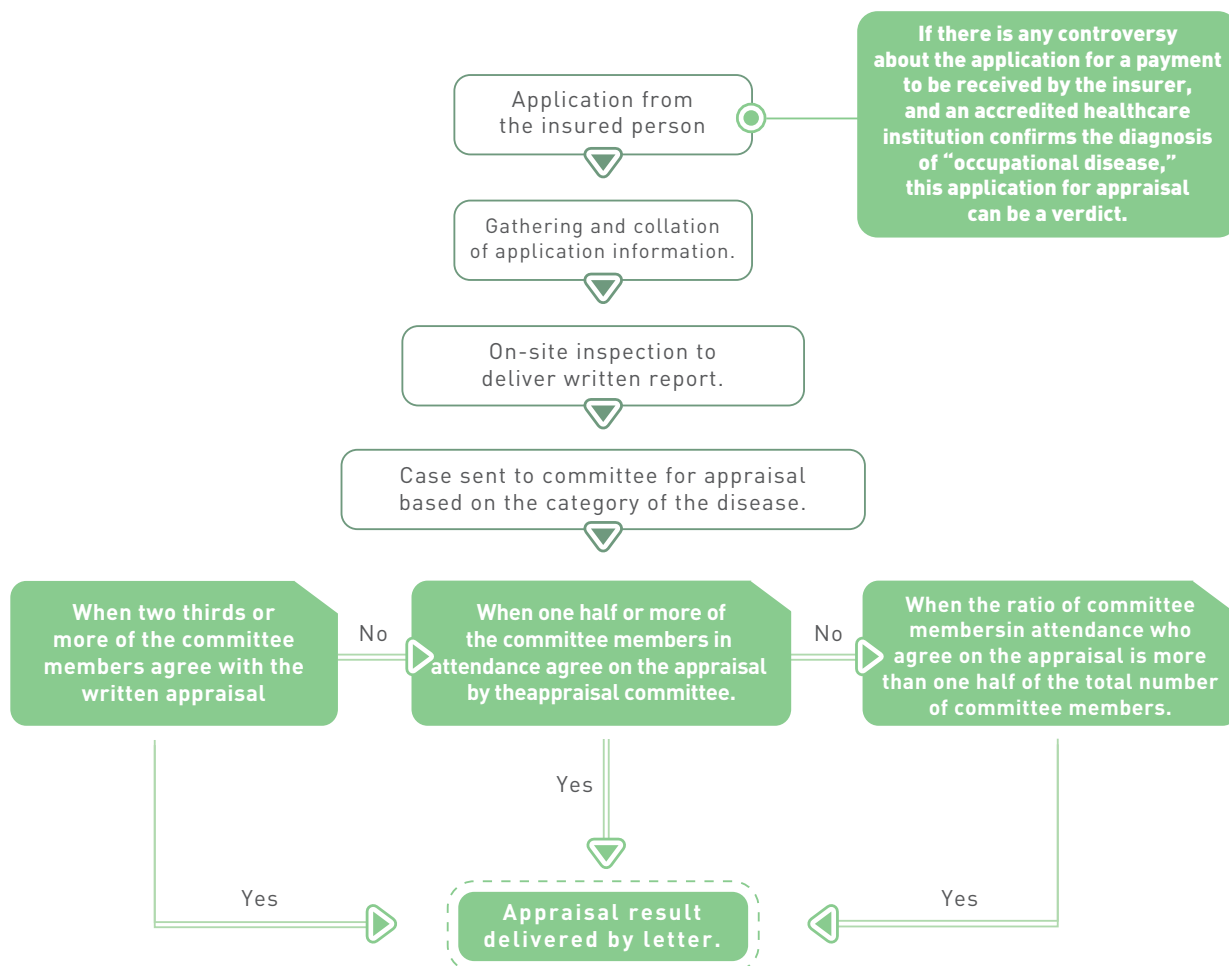 If there is any controversy
about the application for a payment
to be received by the insurer,
and an accredited healthcare
institution confirms the diagnosis
of “occupational disease,”
this application for appraisal
can be a verdict.
Application from
the insured person
Gathering and collation
of application information.
On-site inspection to
deliver written report.
Case sent to committee for appraisal
based on the category of the disease.
When two thirds or
more of the committee
members agree with the
written appraisal
No
When one half or more of
the committee members in
attendance agree on the appraisal
by theappraisal committee.
No
When the ratio of committee
membersin attendance who
agree on the appraisal is more
than one half of the total number
of committee members.
Yes
Yes
Yes
Appraisal result
delivered by letter.